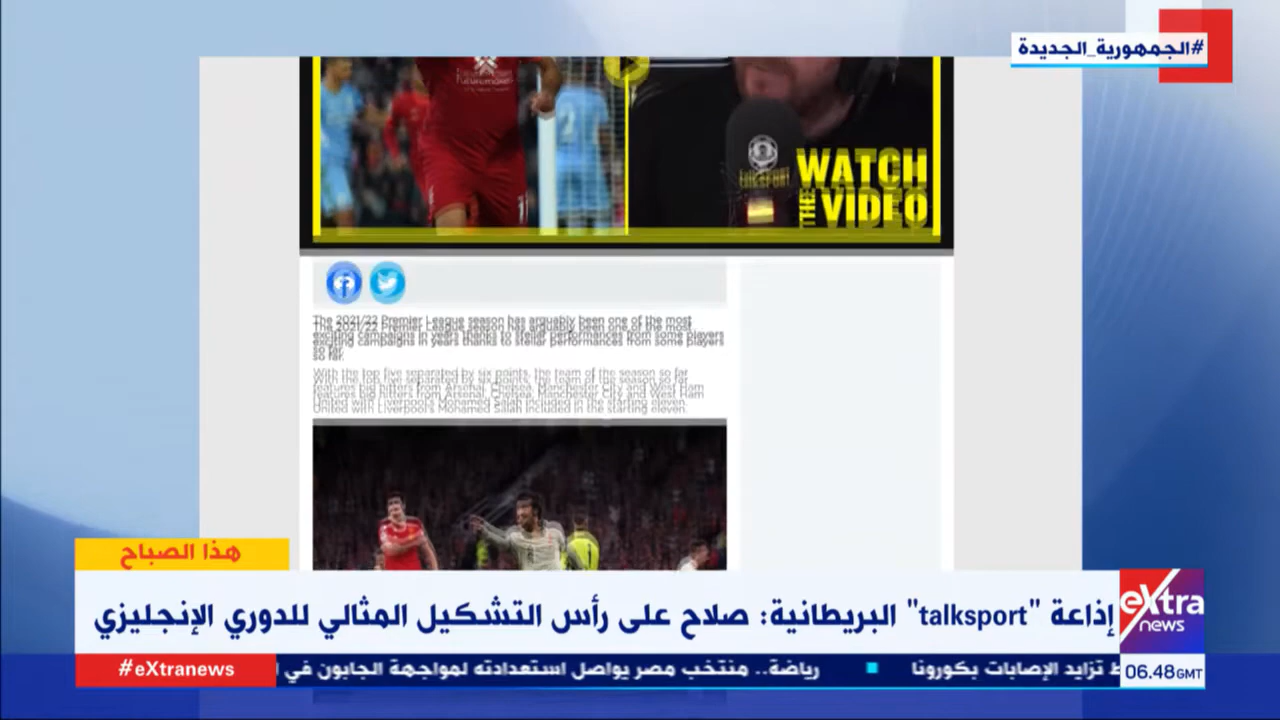 #الجمهورية_الجديدة
WATCH
THE VIDEO
The 2021/22 Premier League season has arguably been one of the most
exciting campaigns in years thanks to stellar performances from some players
so far.
With the top five separated by six points, the team of the season so far
features big hitters from Arsenal, Chelsea, Manchester City and West Ham
United with Liverpool's Mohamed Salah included in the starting eleven.
هذا الصباح
إذاعة "talksport" البريطانية: صلاح على رأس التشكيل المثالي للدوري الإنجليزي
eXtra
news
#eXtranews
تزايد الإصابات بكورونا
رياضة.. منتخب مصر يواصل استعداداته لمواجهة الجابون في
06.48 GMT